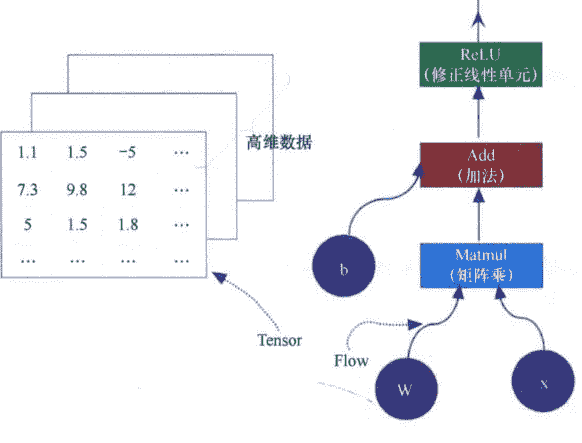 1.1 1.5 -5 ...
7.3 9.8 12 ...
5 1.5 1.8 ...
... ... ... ...
高维数据
Tensor
ReLU
(修正线性单元)
Add
(加法)
b
Matmul
(矩阵乘)
Flow
W
x